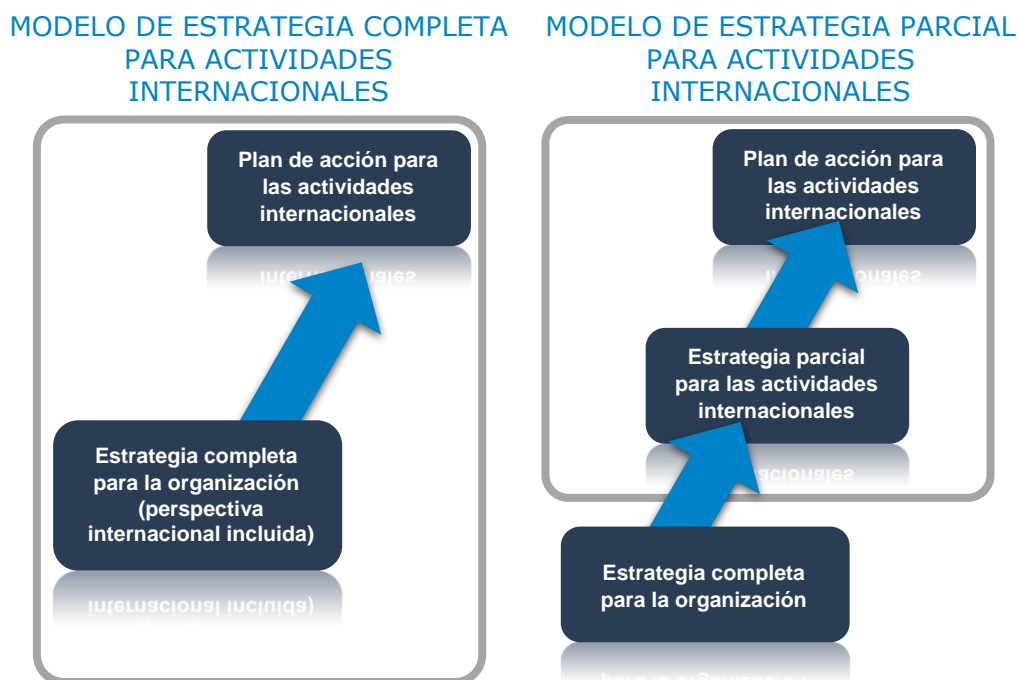 MODELO DE ESTRATEGIA COMPLETA
PARA ACTIVIDADES
INTERNACIONALES
Plan de acción para
las actividades
internacionales
Estrategia completa
para la organización
(perspectiva
internacional incluida)
MODELO DE ESTRATEGIA PARCIAL
PARA ACTIVIDADES
INTERNACIONALES
Plan de acción para
las actividades
internacionales
Estrategia parcial
para las actividades
internacionales
Estrategia completa
para la organización